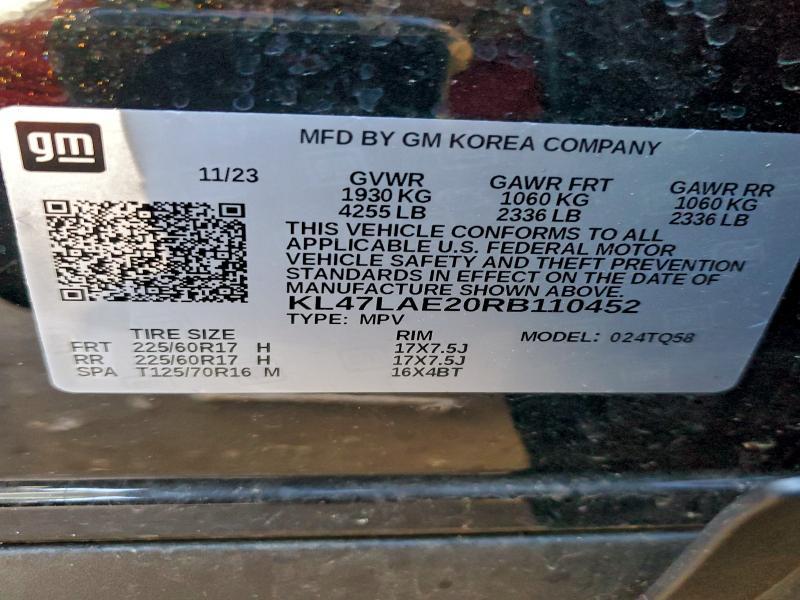 gm
MFD BY GM KOREA COMPANY
11/23
GVWR
1930 KG
4255 LB
GAWR FRT
1060 KG
2336 LB
GAWR RR
1060 KG
2336 LB
THIS VEHICLE CONFORMS TO ALL
APPLICABLE U.S. FEDERAL MOTOR
VEHICLE SAFETY AND THEFT PREVENTION
STANDARDS IN EFFECT ON THE DATE OF
MANUFACTURE SHOWN ABOVE.
KL47LAE20RB110452
TYPE: MPV
MODEL: 024TQ58
TIRE SIZE RIM
FRT 225/60R17 H 17X7.5J
RR 225/60R17 H 17X7.5J
SPA T125/70R16 M 16X4BT